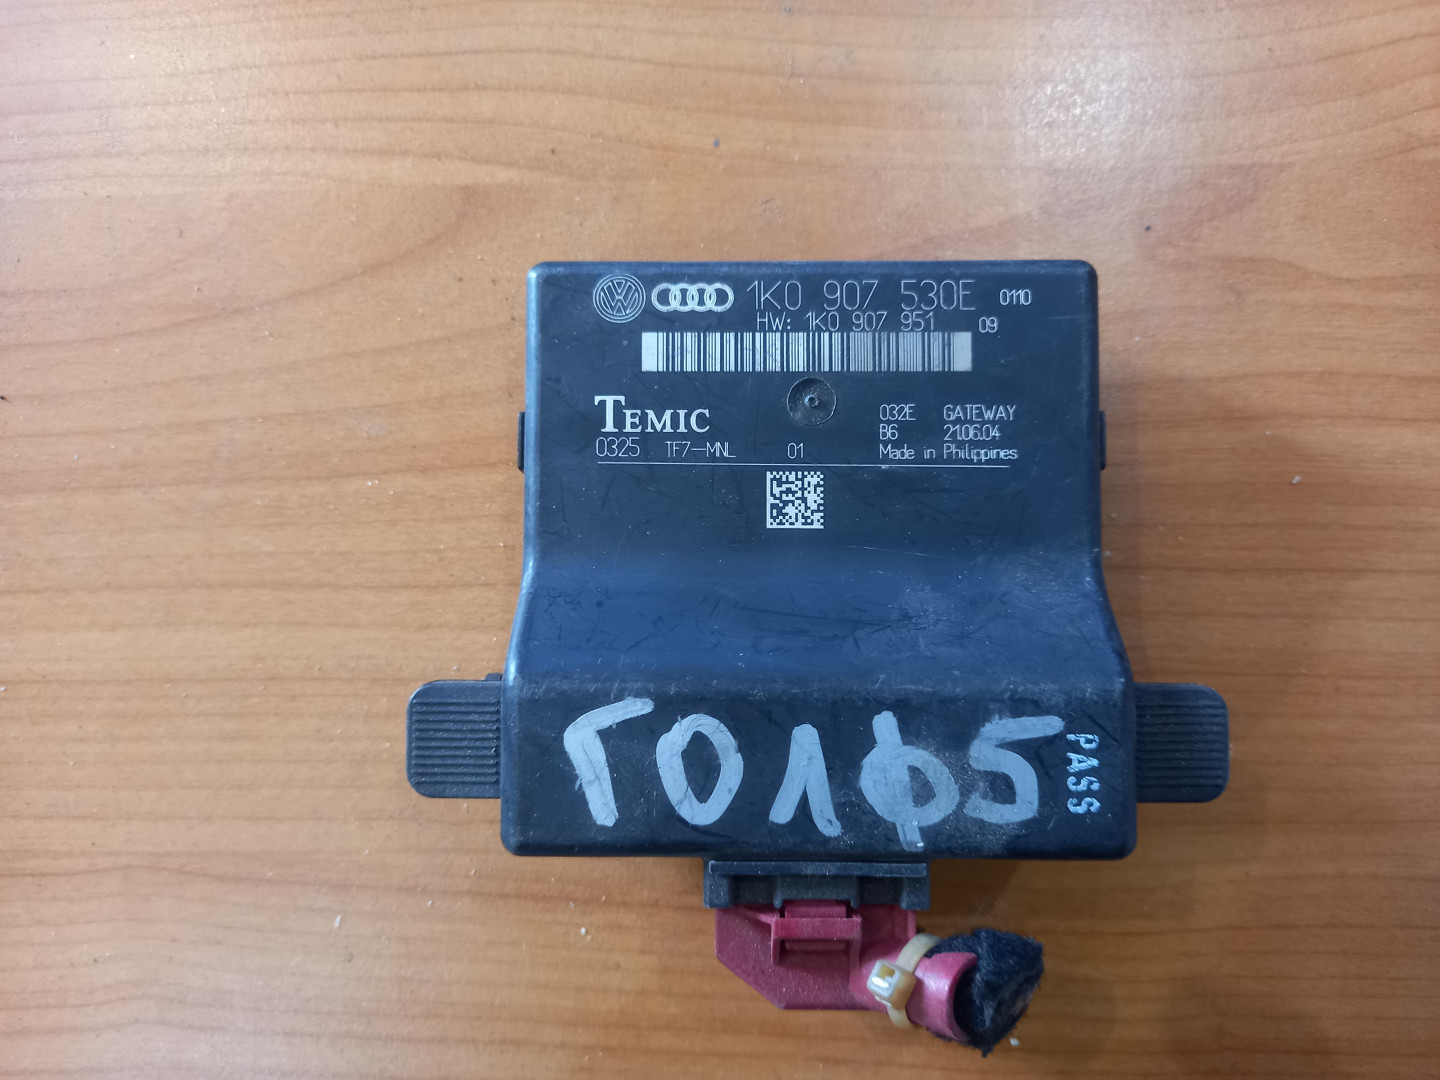 1K0 907 530E 0110
HW: 1K0 907 951 09
TEMIC
0325 TF7-MNL 01
032E GATEWAY
B6 21.06.04
Made in Philippines
ГОЛФ5
PASS